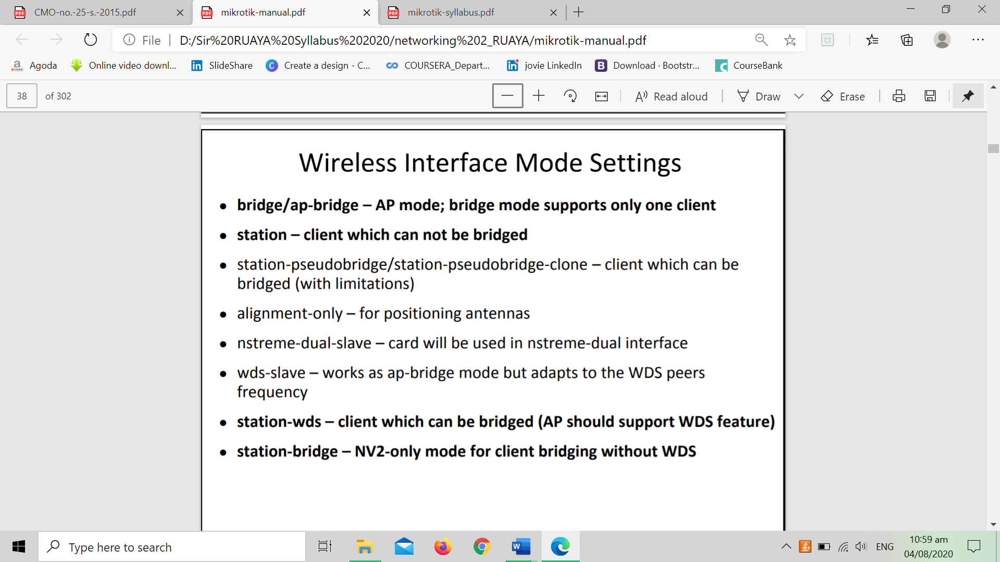 CMO-no.-25-s.-2015.pdf
mikrotik-manual.pdf
mikrotik-syllabus.pdf
File
D:/Sir%20RUAYA%20Syllabus%202020/networking%202_RUAYA/mikrotik-manual.pdf
Agoda
Online video downl...
SlideShare
Create a design - C...
COURSERA_Depart...
jovie LinkedIn
Download · Bootstr...
CourseBank
38 of 302
Read aloud
Draw
Erase
Wireless Interface Mode Settings
• bridge/ap-bridge – AP mode; bridge mode supports only one client
• station – client which can not be bridged
• station-pseudobridge/station-pseudobridge-clone – client which can be
bridged (with limitations)
• alignment-only – for positioning antennas
• nstreme-dual-slave – card will be used in nstreme-dual interface
• wds-slave – works as ap-bridge mode but adapts to the WDS peers
frequency
• station-wds – client which can be bridged (AP should support WDS feature)
• station-bridge – NV2-only mode for client bridging without WDS
Type here to search
ENG
10:59 am
04/08/2020